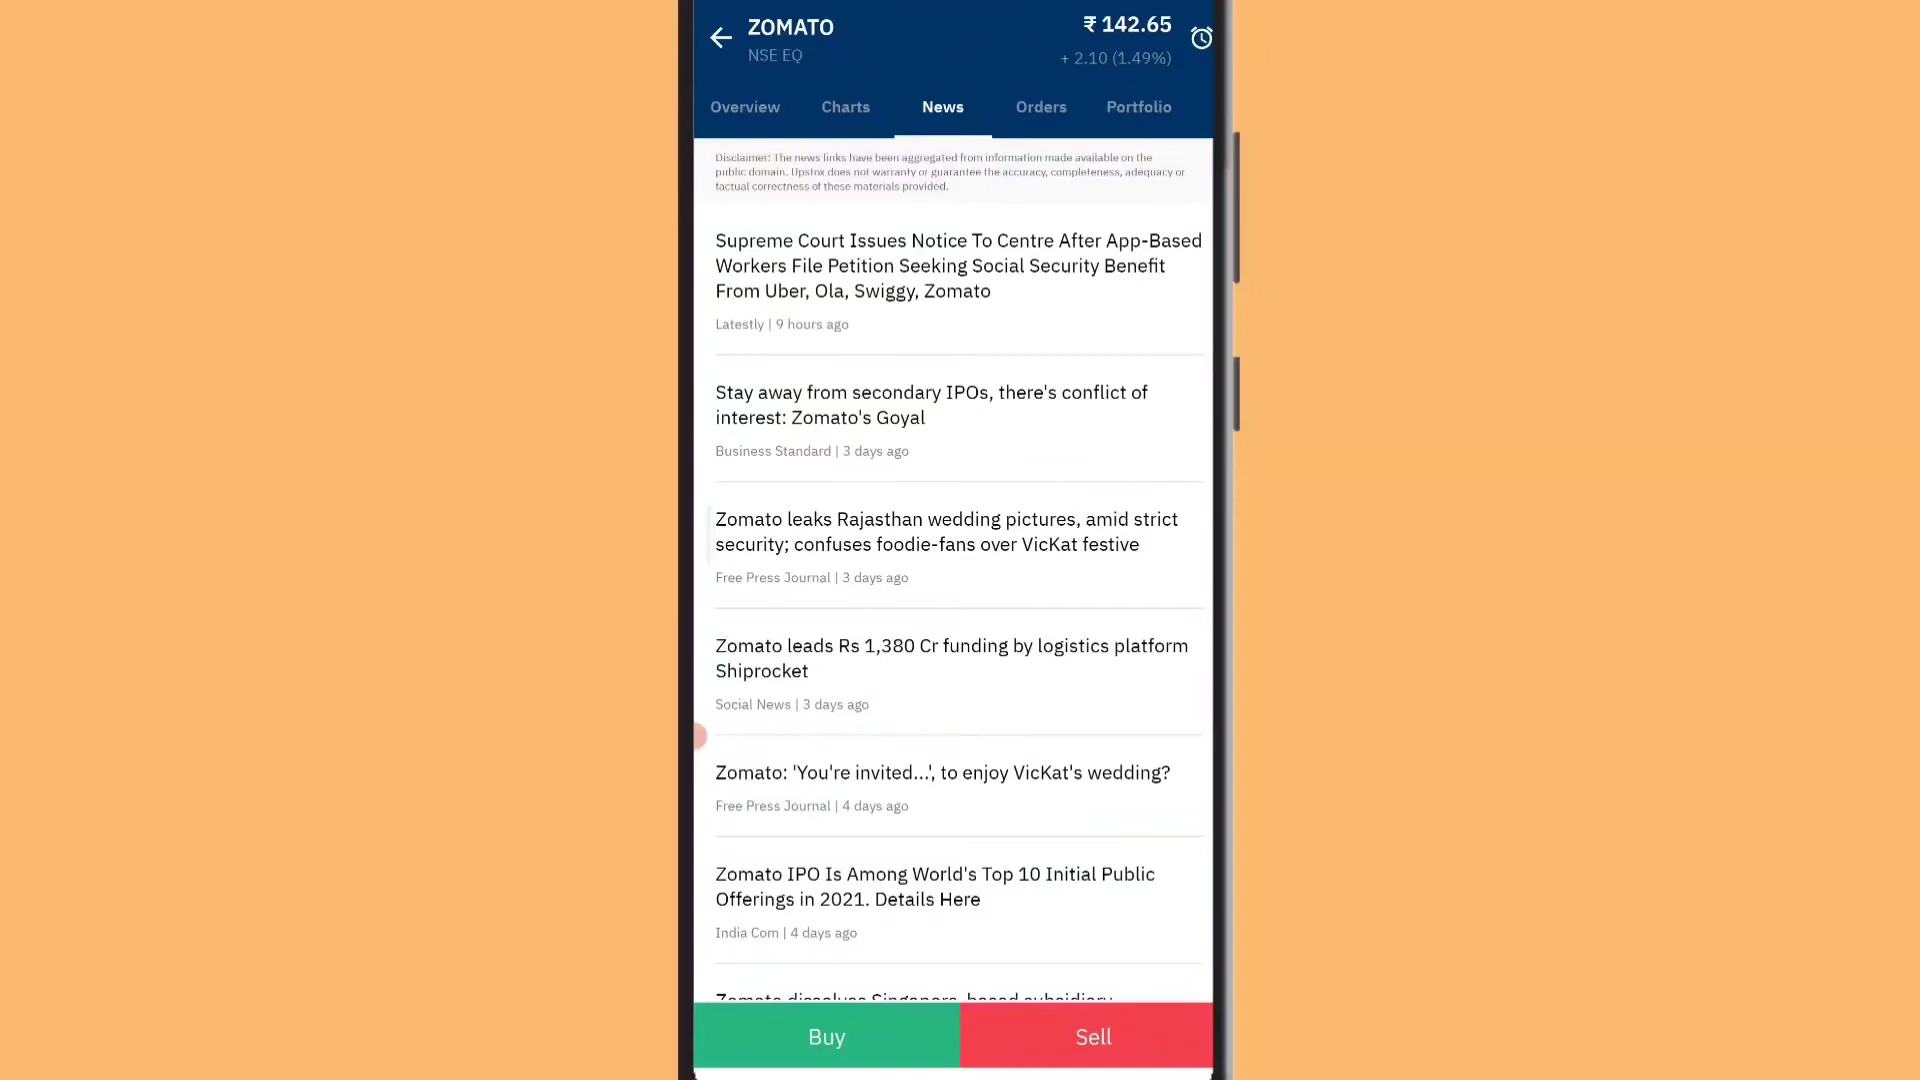 ZOMATO
₹ 142.65
NSE EQ
+ 2.10 (1.49%)
Overview
Charts
News
Orders
Portfolio
Disclaimer: The news links have been aggregated from information made available on the
public domain. Upstox does not warranty or guarantee the accuracy, completeness, adequacy or
factual correctness of these materials provided.
Supreme Court Issues Notice To Centre After App-Based
Workers File Petition Seeking Social Security Benefit
From Uber, Ola, Swiggy, Zomato
Latestly | 9 hours ago
Stay away from secondary IPOs, there's conflict of
interest: Zomato's Goyal
Business Standard | 3 days ago
Zomato leaks Rajasthan wedding pictures, amid strict
security; confuses foodie-fans over VicKat festive
Free Press Journal | 3 days ago
Zomato leads Rs 1,380 Cr funding by logistics platform
Shiprocket
Social News | 3 days ago
Zomato: 'You're invited...', to enjoy VicKat's wedding?
Free Press Journal | 4 days ago
Zomato IPO Is Among World's Top 10 Initial Public
Offerings in 2021. Details Here
India Com | 4 days ago
Zomato dissolves Singapore-based subsidiary
Buy
Sell